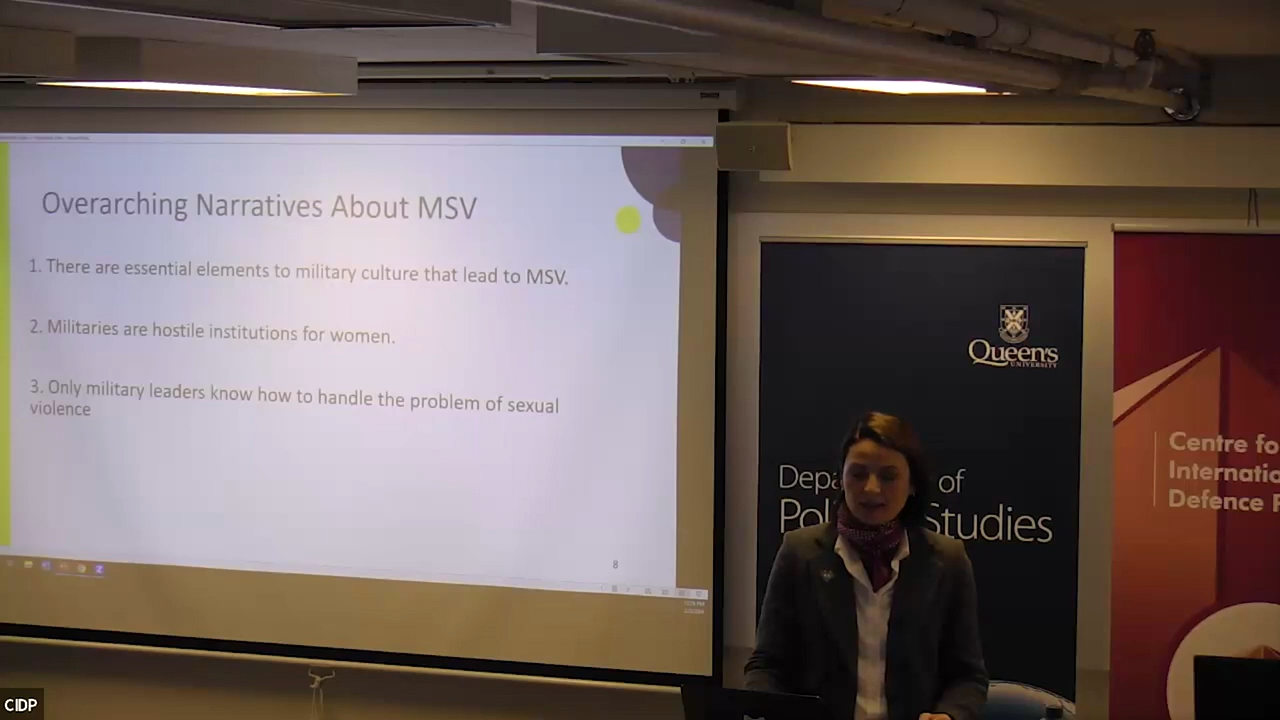 Overarching Narratives About MSV
1. There are essential elements to military culture that lead to MSV.
2. Militaries are hostile institutions for women.
3. Only military leaders know how to handle the problem of sexual
violence
8
Queen's
UNIVERSITY
of
Studies
Centre fo
Internatio
Defence
CIDP